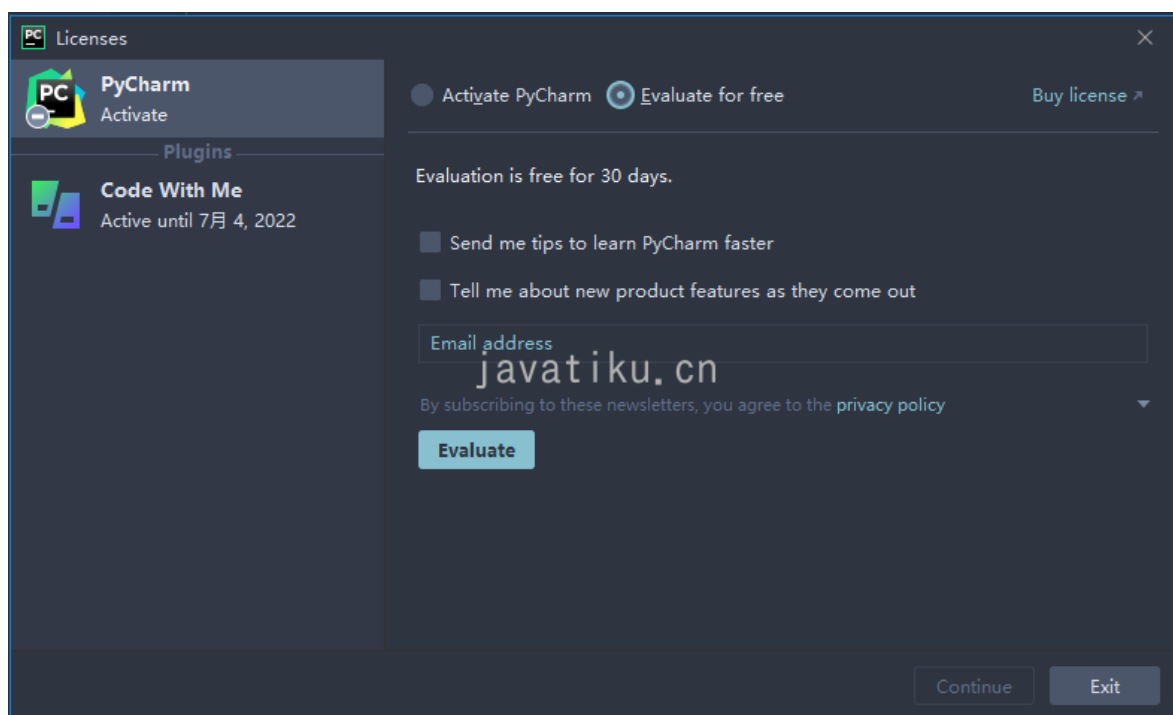 Licenses
PyCharm
Activate
Plugins
Code With Me
Active until 7月 4, 2022
Activate PyCharm Evaluate for free Buy license
Evaluation is free for 30 days.
Send me tips to learn PyCharm faster
Tell me about new product features as they come out
Email address
javatiku.cn
By subscribing to these newsletters, you agree to the privacy policy
Evaluate
Continue Exit